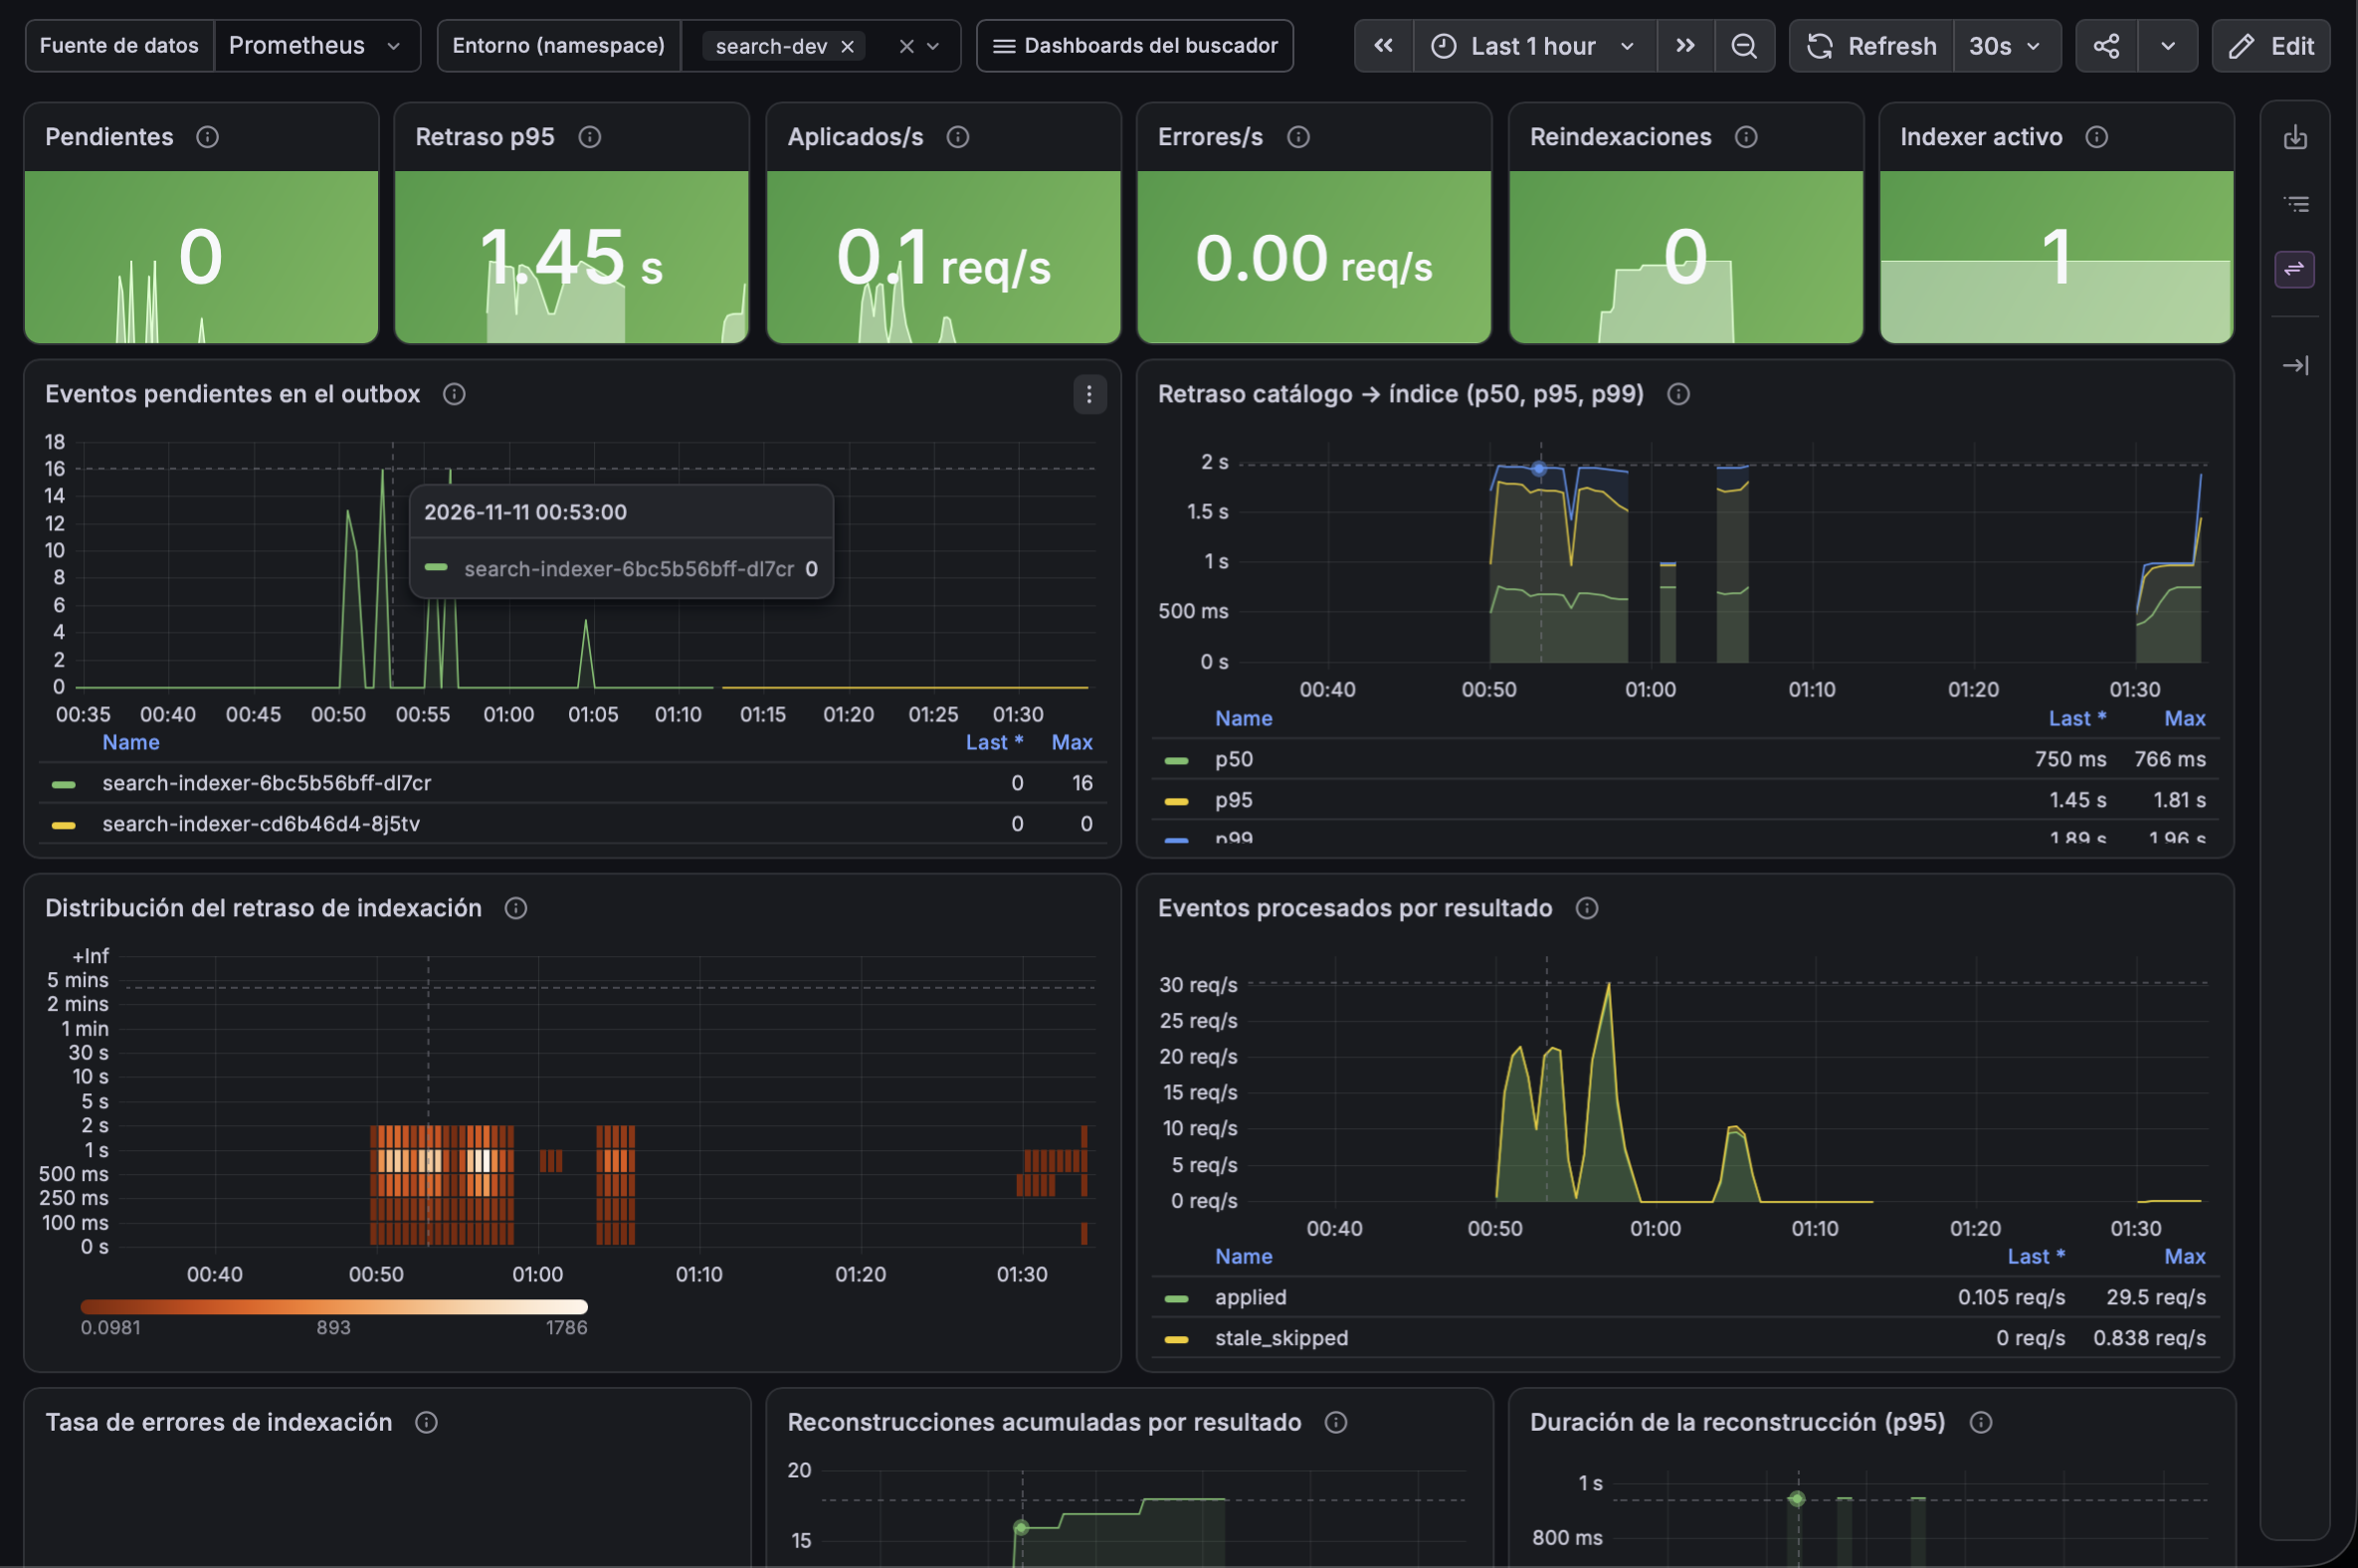 Fuente de datos Prometheus Entorno (namespace) search-dev Dashboards del buscador Last 1 hour Refresh 30s Edit
Pendientes Retraso p95 Aplicados/s Errores/s Reindexaciones Indexer activo
0 1.45 s 0.1 req/s 0.00 req/s 0 1
Eventos pendientes en el outbox
18
16
14
12
10
8
6
4
2
0
00:35 00:40 00:45 00:50 00:55 01:00 01:05 01:10 01:15 01:20 01:25 01:30
2026-11-11 00:53:00
search-indexer-6bc5b56bff-dl7cr 0
Name Last * Max
search-indexer-6bc5b56bff-dl7cr 0 16
search-indexer-cd6b46d4-8j5tv 0 0
Retraso catálogo → índice (p50, p95, p99)
2 s
1.5 s
1 s
500 ms
0 s
00:40 00:50 01:00 01:10 01:20 01:30
Name Last * Max
p50 750 ms 766 ms
p95 1.45 s 1.81 s
p99 1.89 s 1.96 s
Distribución del retraso de indexación
+Inf
5 mins
2 mins
1 min
30 s
10 s
5 s
2 s
1 s
500 ms
250 ms
100 ms
0 s
00:40 00:50 01:00 01:10 01:20 01:30
0.0981 893 1786
Eventos procesados por resultado
30 req/s
25 req/s
20 req/s
15 req/s
10 req/s
5 req/s
0 req/s
00:40 00:50 01:00 01:10 01:20 01:30
Name Last * Max
applied 0.105 req/s 29.5 req/s
stale_skipped 0 req/s 0.838 req/s
Tasa de errores de indexación
Reconstrucciones acumuladas por resultado
20
15
Duración de la reconstrucción (p95)
1 s
800 ms